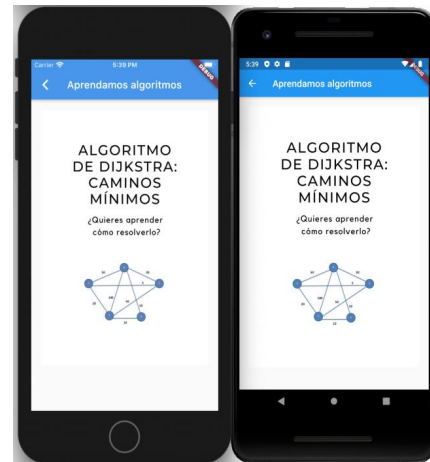 Carrier 5:39 PM
DEBUG
Aprendamos algoritmos
ALGORITMO
DE DIJKSTRA:
CAMINOS
MÍNIMOS
¿Quieres aprender
cómo resolverlo?
5:39
DEBUG
Aprendamos algoritmos
ALGORITMO
DE DIJKSTRA:
CAMINOS
MÍNIMOS
¿Quieres aprender
cómo resolverlo?